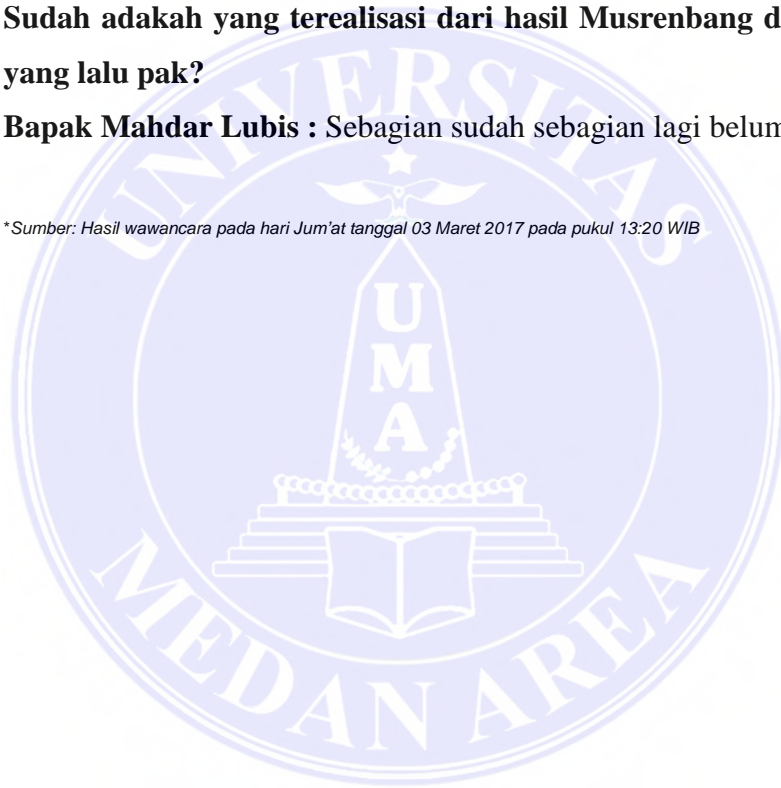 Sudah adakah yang terealisasi dari hasil Musrenbang d
yang lalu pak?
Bapak Mahdar Lubis : Sebagian sudah sebagian lagi belum
*Sumber: Hasil wawancara pada hari Jum'at tanggal 03 Maret 2017 pada pukul 13:20 WIB
UNIVERSITAS
UMA
MEDAN AREA